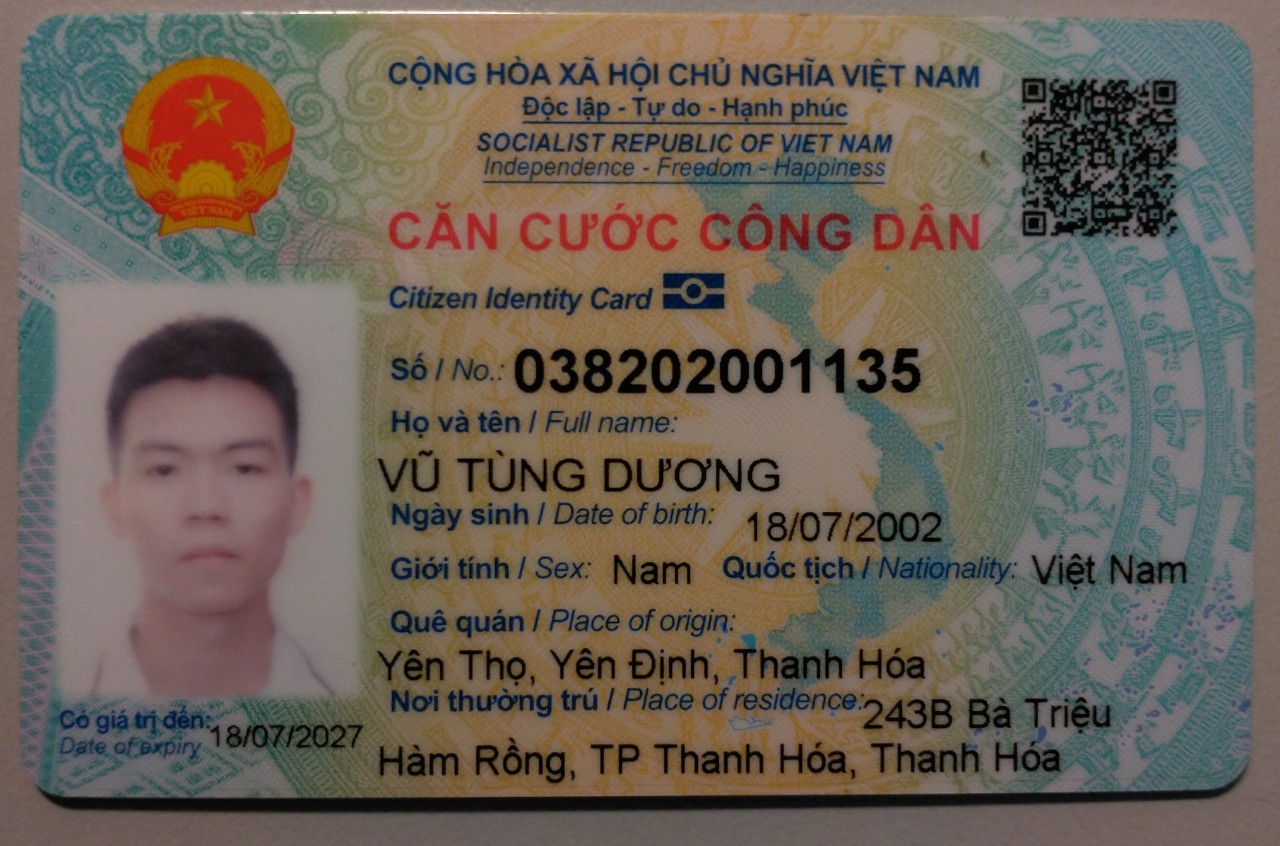 CỘNG HÒA XÃ HỘI CHỦ NGHĨA VIỆT NAM
Độc lập - Tự do - Hạnh phúc
SOCIALIST REPUBLIC OF VIET NAM
Independence - Freedom - Happiness
VIỆT NAM
CĂN CƯỚC CÔNG DÂN
Citizen Identity Card
Số / No.: 038202001135
Họ và tên / Full name:
VŨ TÙNG DƯƠNG
Ngày sinh / Date of birth: 18/07/2002
Giới tính / Sex: Nam Quốc tịch / Nationality: Việt Nam
Quê quán / Place of origin:
Yên Thọ, Yên Định, Thanh Hóa
Nơi thường trú / Place of residence: 243B Bà Triệu
Hàm Rồng, TP Thanh Hóa, Thanh Hóa
Có giá trị đến: 18/07/2027
Date of expiry